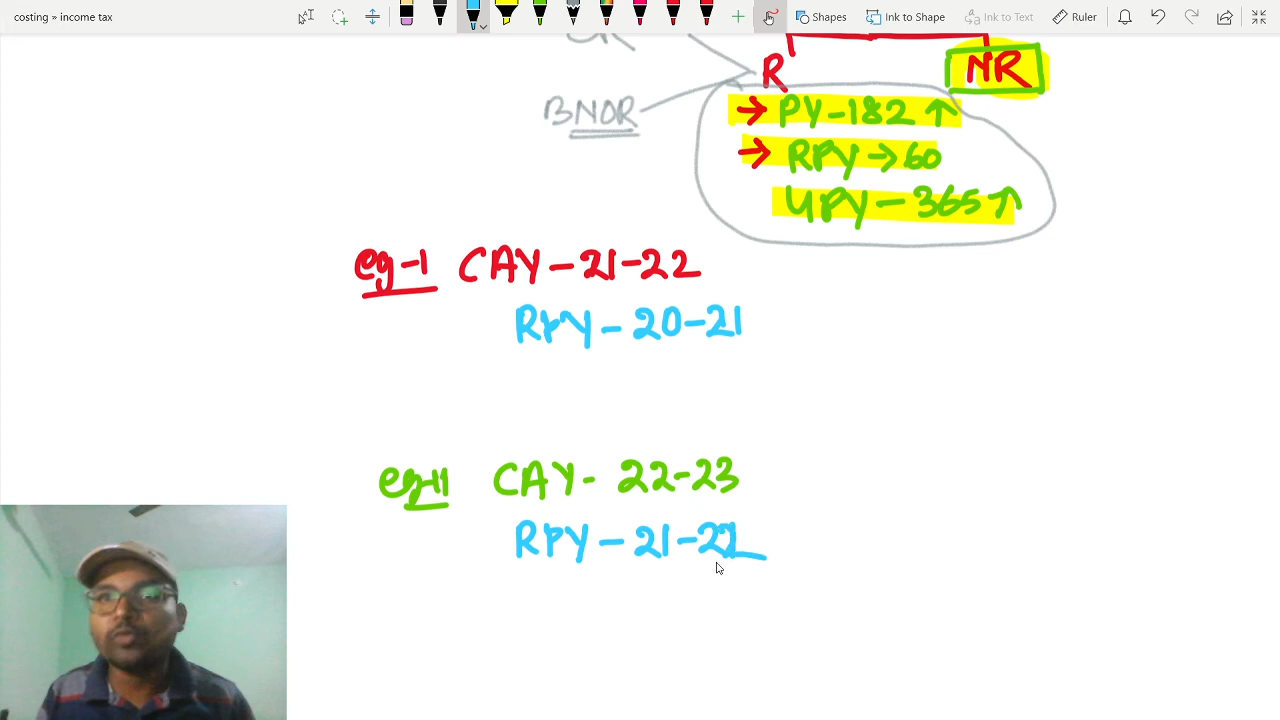 costing » income tax
Shapes
Ink to Shape
Ink to Text
Ruler
R
NR
BNOR
→ PY-182 ↑
→ RPY → 60
4PY - 365 ↑
eg-1 CAY - 21-22
RPY - 20-21
eg-11 CAY - 22-23
RPY - 21-22